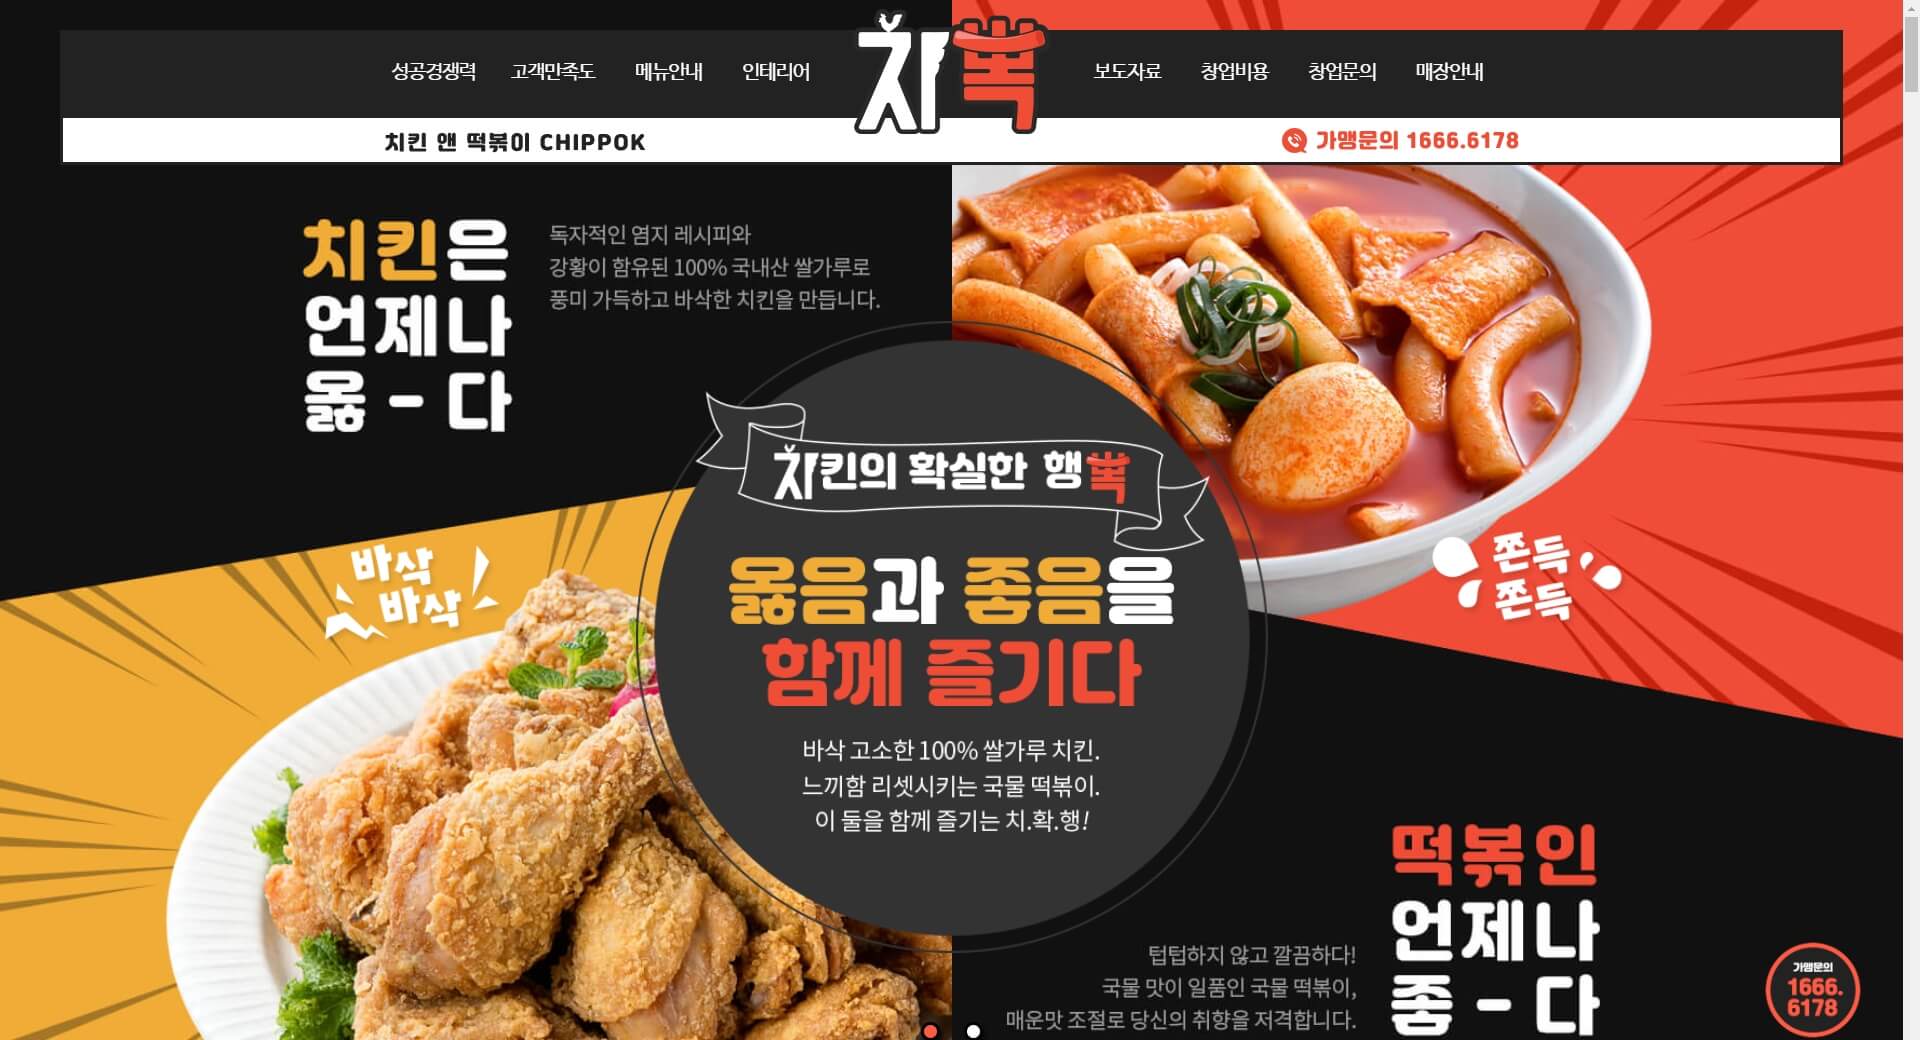 성공경쟁력 고객만족도 메뉴안내 인테리어 치뽁 보도자료 창업비용 창업문의 매장안내
치킨 앤 떡볶이 CHIPPOK
가맹문의 1666.6178
치킨은
언제나
옳 - 다
독자적인 염지 레시피와
강황이 함유된 100% 국내산 쌀가루로
풍미 가득하고 바삭한 치킨을 만듭니다.
치킨의 확실한 행뽁
옳음과 좋음을
함께 즐기다
바삭 고소한 100% 쌀가루 치킨.
느끼함 리셋시키는 국물 떡볶이.
이 둘을 함께 즐기는 치.확.행!
바삭
바삭
쫀득
쫀득
떡볶인
언제나
좋 - 다
텁텁하지 않고 깔끔하다!
국물 맛이 일품인 국물 떡볶이,
매운맛 조절로 당신의 취향을 저격합니다.
가맹문의
1666.
6178